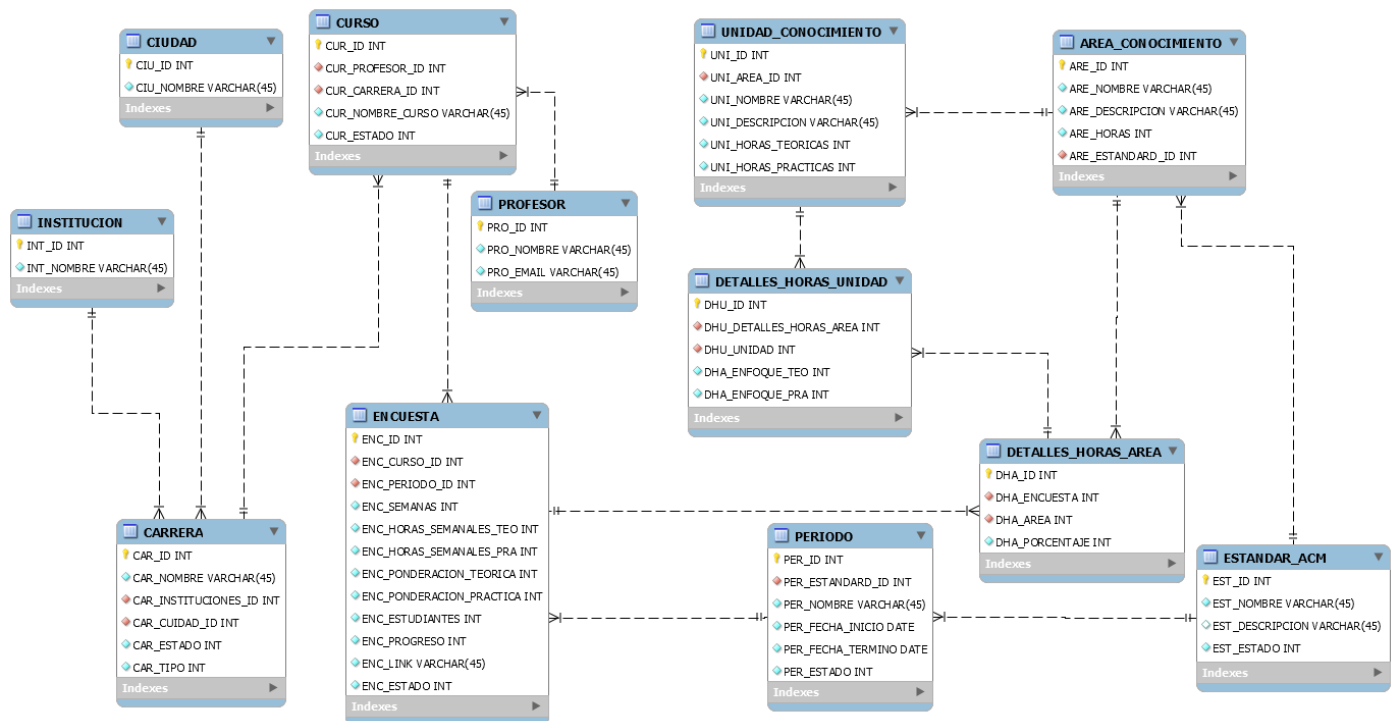 CIUDAD
CIU_ID INT
CIU_NOMBRE VARCHAR(45)
Indexes
CURSO
CUR_ID INT
CUR_PROFESOR_ID INT
CUR_CARRERA_ID INT
CUR_NOMBRE_CURSO VARCHAR(45)
CUR_ESTADO INT
Indexes
UNIDAD_CONOCIMIENTO
UNI_ID INT
UNI_AREA_ID INT
UNI_NOMBRE VARCHAR(45)
UNI_DESCRIPCION VARCHAR(45)
UNI_HORAS_TEORICAS INT
UNI_HORAS_PRACTICAS INT
Indexes
AREA_CONOCIMIENTO
ARE_ID INT
ARE_NOMBRE VARCHAR(45)
ARE_DESCRIPCION VARCHAR(45)
ARE_HORAS INT
ARE_ESTANDARD_ID INT
Indexes
INSTITUCION
INT_ID INT
INT_NOMBRE VARCHAR(45)
Indexes
PROFESOR
PRO_ID INT
PRO_NOMBRE VARCHAR(45)
PRO_EMAIL VARCHAR(45)
Indexes
DETALLES_HORAS_UNIDAD
DHU_ID INT
DHU_DETALLES_HORAS_AREA INT
DHU_UNIDAD INT
DHA_ENFOQUE_TEO INT
DHA_ENFOQUE_PRA INT
Indexes
ENCUESTA
ENC_ID INT
ENC_CURSO_ID INT
ENC_PERIODO_ID INT
ENC_SEMANAS INT
ENC_HORAS_SEMANALES_TEO INT
ENC_HORAS_SEMANALES_PRA INT
ENC_PONDERACION_TEORICA INT
ENC_PONDERACION_PRACTICA INT
ENC_ESTUDIANTES INT
ENC_PROGRESO INT
ENC_LINK VARCHAR(45)
ENC_ESTADO INT
Indexes
DETALLES_HORAS_AREA
DHA_ID INT
DHA_ENCUESTA INT
DHA_AREA INT
DHA_PORCENTAJE INT
Indexes
CARRERA
CAR_ID INT
CAR_NOMBRE VARCHAR(45)
CAR_INSTITUCIONES_ID INT
CAR_CUIDAD_ID INT
CAR_ESTADO INT
CAR_TIPO INT
Indexes
PERIODO
PER_ID INT
PER_ESTANDARD_ID INT
PER_NOMBRE VARCHAR(45)
PER_FECHA_INICIO DATE
PER_FECHA_TERMINO DATE
PER_ESTADO INT
Indexes
ESTANDAR_ACM
EST_ID INT
EST_NOMBRE VARCHAR(45)
EST_DESCRIPCION VARCHAR(45)
EST_ESTADO INT
Indexes